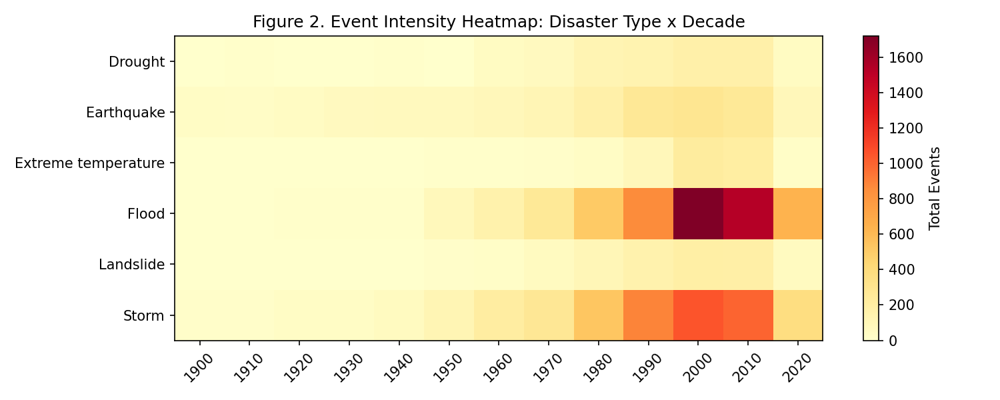 Figure 2. Event Intensity Heatmap: Disaster Type x Decade
Drought
Earthquake
Extreme temperature
Flood
Landslide
Storm
1900
1910
1920
1930
1940
1950
1960
1970
1980
1990
2000
2010
2020
1600
1400
1200
1000
800
600
400
200
0
Total Events